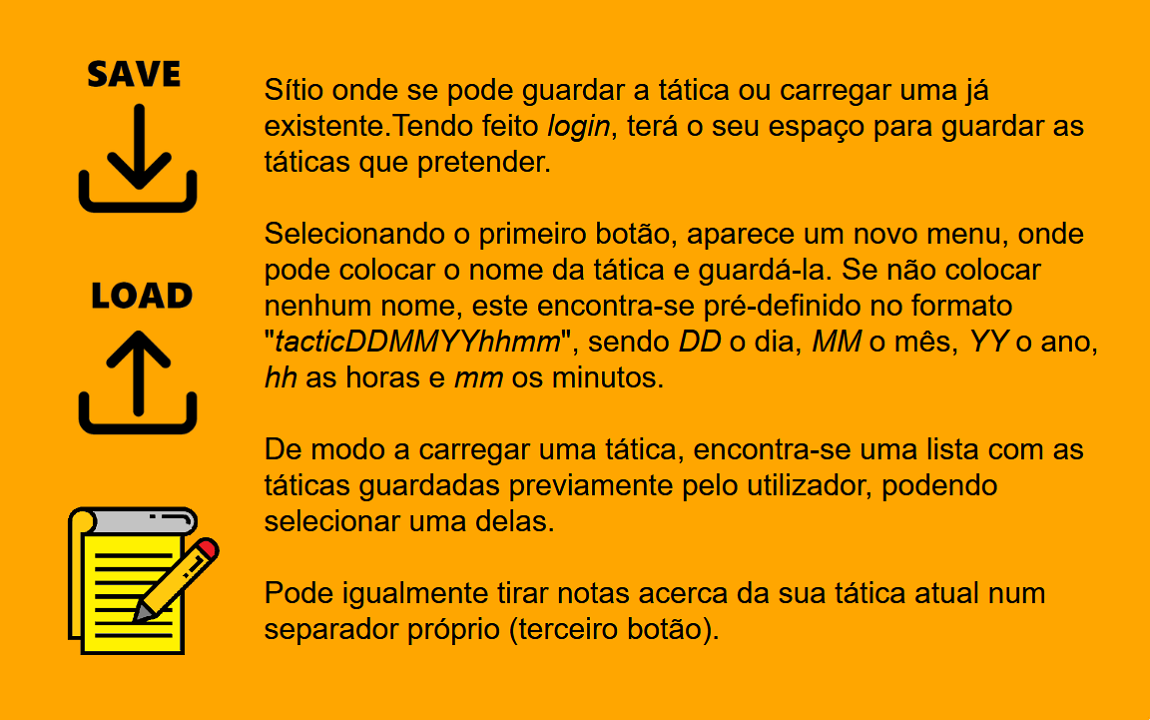 SAVE
Sítio onde se pode guardar a tática ou carregar uma já
existente.Tendo feito login, terá o seu espaço para guardar as
táticas que pretender.
Selecionando o primeiro botão, aparece um novo menu, onde
pode colocar o nome da tática e guardá-la. Se não colocar
nenhum nome, este encontra-se pré-definido no formato
"tacticDDMMYYhhmm", sendo DD o dia, MM o mês, YY o ano,
hh as horas e mm os minutos.
LOAD
De modo a carregar uma tática, encontra-se uma lista com as
táticas guardadas previamente pelo utilizador, podendo
selecionar uma delas.
Pode igualmente tirar notas acerca da sua tática atual num
separador próprio (terceiro botão).